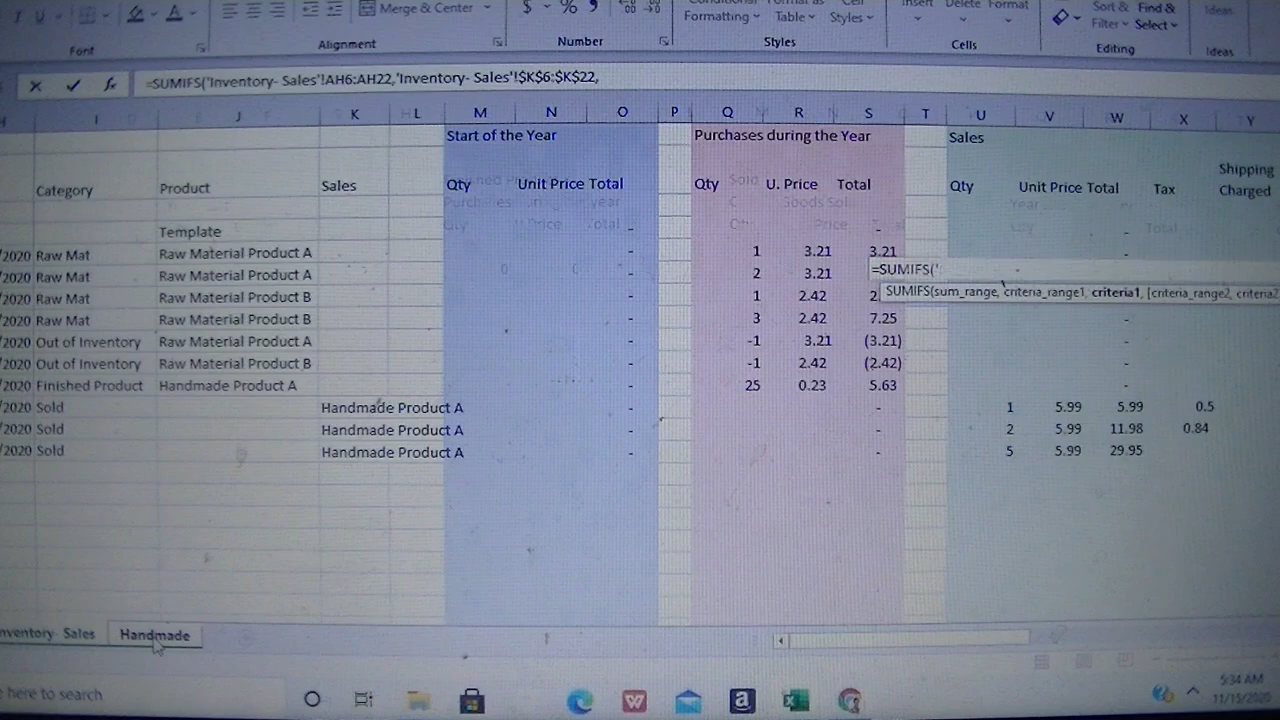 Merge & Center
$ % 9
Formatting Table Styles
Insert Delete Format
Sort & Find &
Filter Select
Ideas
Font Alignment Number Styles Cells Editing Ideas
fx =SUMIFS('Inventory- Sales'!AH6:AH22,'Inventory- Sales'!$K$6:$K$22,
I J K L M N O P Q R S T U V W X Y
Start of the Year Purchases during the Year Sales
Shipping
Category Product Sales Qty Unit Price Total Qty U. Price Total Qty Unit Price Total Tax Charged
Template - - -
/2020 Raw Mat Raw Material Product A - 1 3.21 3.21 -
/2020 Raw Mat Raw Material Product A - 2 3.21 =SUMIFS(' -
/2020 Raw Mat Raw Material Product B - 1 2.42 2 SUMIFS(sum_range, criteria_range1, criteria1, [criteria_range2, criteria2
/2020 Raw Mat Raw Material Product B - 3 2.42 7.25 -
/2020 Out of Inventory Raw Material Product A - -1 3.21 (3.21) -
/2020 Out of Inventory Raw Material Product B - -1 2.42 (2.42) -
/2020 Finished Product Handmade Product A - 25 0.23 5.63 -
/2020 Sold Handmade Product A - - 1 5.99 5.99 0.5
/2020 Sold Handmade Product A - - 2 5.99 11.98 0.84
/2020 Sold Handmade Product A - - 5 5.99 29.95
nventory- Sales Handmade
here to search
5:34 AM
11/15/2020